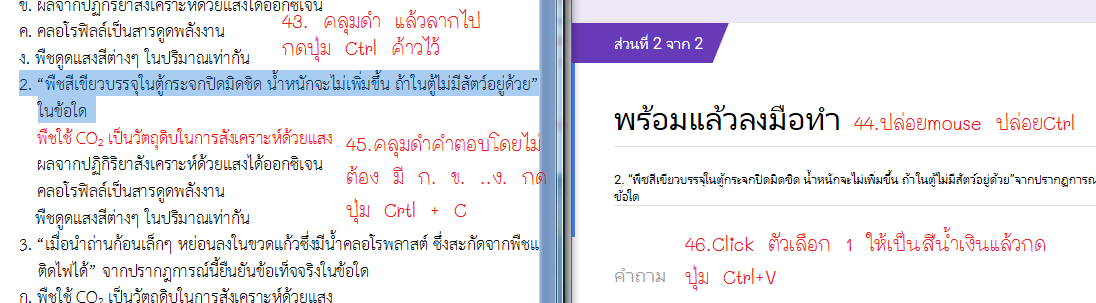 ข. ผลจากปฏิกิริยาสังเคราะห์ด้วยแสงได้ออกซิเจน
ค. คลอโรฟิลล์เป็นสารดูดพลังงาน
ง. พืชดูดแสงสีต่างๆ ในปริมาณเท่ากัน
43. คลุมดำ แล้วลากไป
กดปุ่ม Ctrl ค้าวไว้
2. “พืชสีเขียวบรรจุในตู้กระจกปิดมิดชิด น้ำหนักจะไม่เพิ่มขึ้น ถ้าในตู้ไม่มีสัตว์อยู่ด้วย”
ในข้อใด
พืชใช้ CO₂ เป็นวัตถุดิบในการสังเคราะห์ด้วยแสง
ผลจากปฏิกิริยาสังเคราะห์ด้วยแสงได้ออกซิเจน
คลอโรฟิลล์เป็นสารดูดพลังงาน
พืชดูดแสงสีต่างๆ ในปริมาณเท่ากัน
45.คลุมดำคำตอบโดยไม่
ต้อง มี ก. ข. ..ง. กด
ปุ่ม Crtl + C
3. “เมื่อนำถ่านก้อนเล็กๆ หย่อนลงในขวดแก้วซึ่งมีน้ำคลอโรพลาสต์ ซึ่งสะกัดจากพืชแ
ติดไฟได้” จากปรากฏการณ์นี้ยืนยันข้อเท็จจริงในข้อใด
ก. พืชใช้ CO₂ เป็นวัตถุดิบในการสังเคราะห์ด้วยแสง
ส่วนที่ 2 จาก 2
พร้อมแล้วลงมือทำ
44.ปล่อยmouse ปล่อยCtrl
2. “พืชสีเขียวบรรจุในตู้กระจกปิดมิดชิด น้ำหนักจะไม่เพิ่มขึ้น ถ้าในตู้ไม่มีสัตว์อยู่ด้วย”จากปรากฏการณ
ข้อใด
46.Click ตัวเลือก 1 ให้เป็นสีน้ำเงินแล้วกด
คำถาม ปุ่ม Ctrl+V